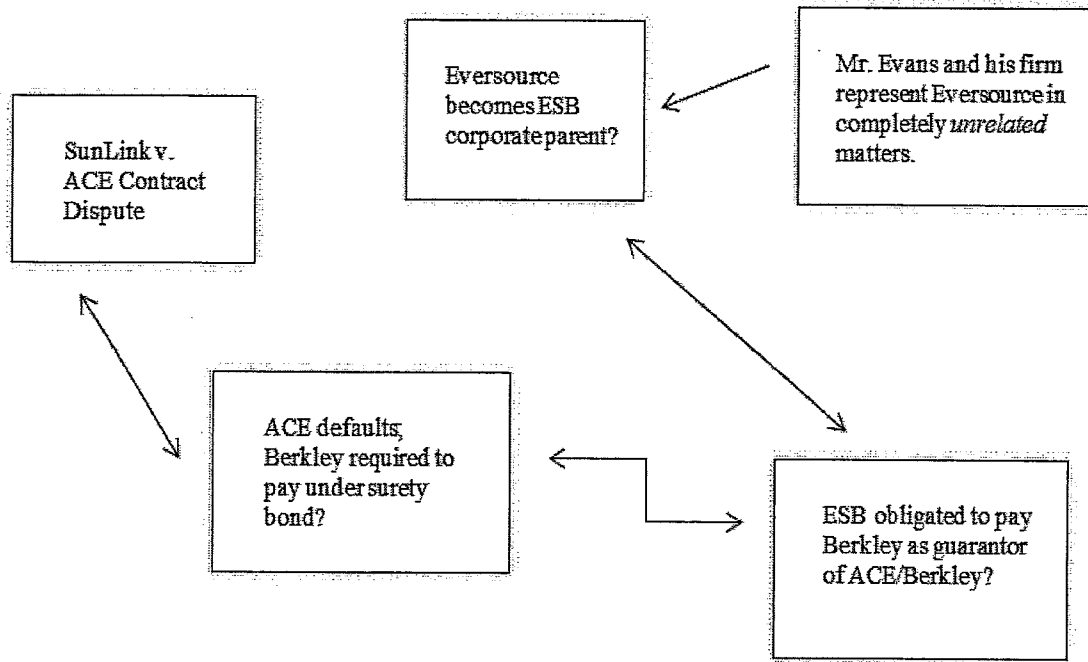 SunLink v.
ACE Contract
Dispute
Eversource
becomes ESB
corporate parent?
Mr. Evans and his firm
represent Eversource in
completely unrelated
matters.
ACE defaults;
Berkley required to
pay under surety
bond?
ESB obligated to pay
Berkley as guarantor
of ACE/Berkley?